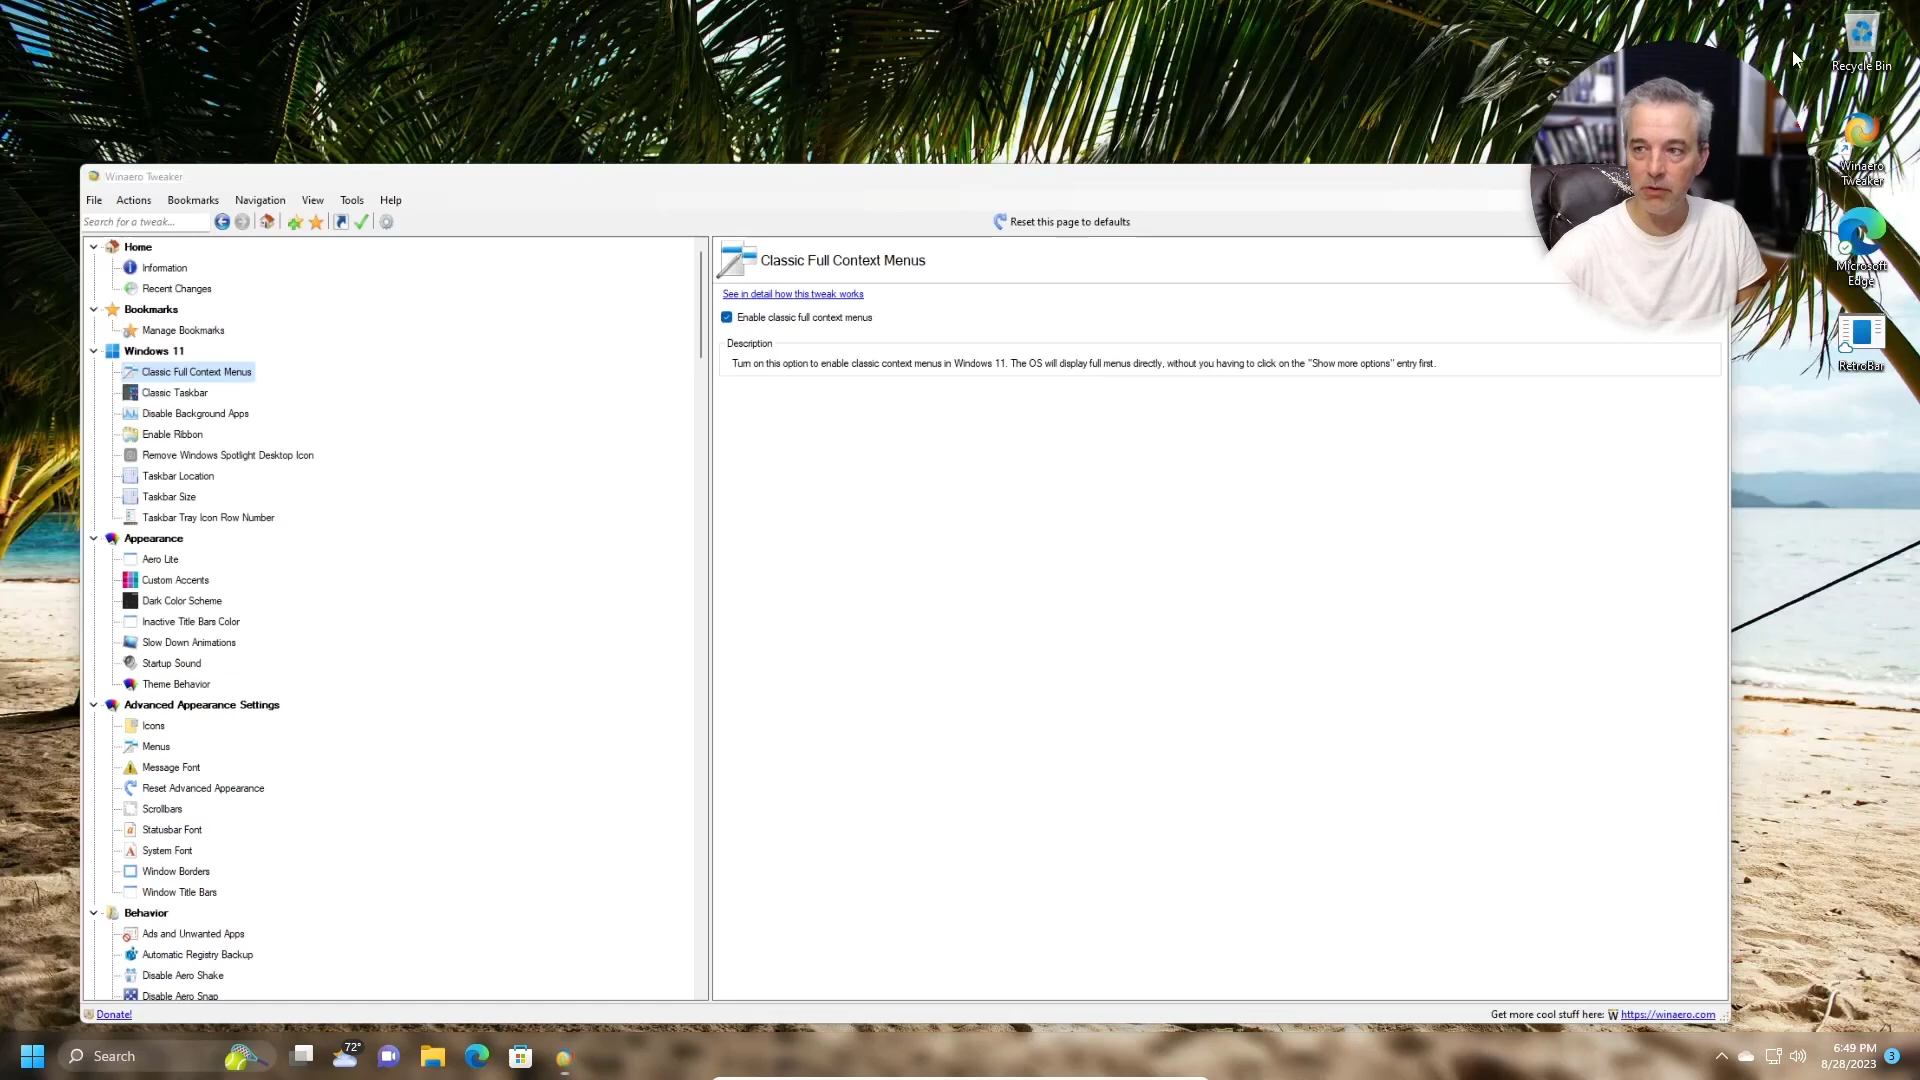 Recycle Bin
Winaero Tweaker
File Actions Bookmarks Navigation View Tools Help
Search for a tweak...
Reset this page to defaults
Home
Information
Recent Changes
Bookmarks
Manage Bookmarks
Windows 11
Classic Full Context Menus
Classic Taskbar
Disable Background Apps
Enable Ribbon
Remove Windows Spotlight Desktop Icon
Taskbar Location
Taskbar Size
Taskbar Tray Icon Row Number
Appearance
Aero Lite
Custom Accents
Dark Color Scheme
Inactive Title Bars Color
Slow Down Animations
Startup Sound
Theme Behavior
Advanced Appearance Settings
Icons
Menus
Message Font
Reset Advanced Appearance
Scrollbars
Statusbar Font
System Font
Window Borders
Window Title Bars
Behavior
Ads and Unwanted Apps
Automatic Registry Backup
Disable Aero Shake
Disable Aero Snap
Classic Full Context Menus
See in detail how this tweak works
Enable classic full context menus
Description
Turn on this option to enable classic context menus in Windows 11. The OS will display full menus directly, without you having to click on the "Show more options" entry first.
Winaero
Tweaker
Microsoft
Edge
RetroBar
Donate!
Get more cool stuff here: W https://winaero.com
Search
72°
6:49 PM
8/28/2023
3